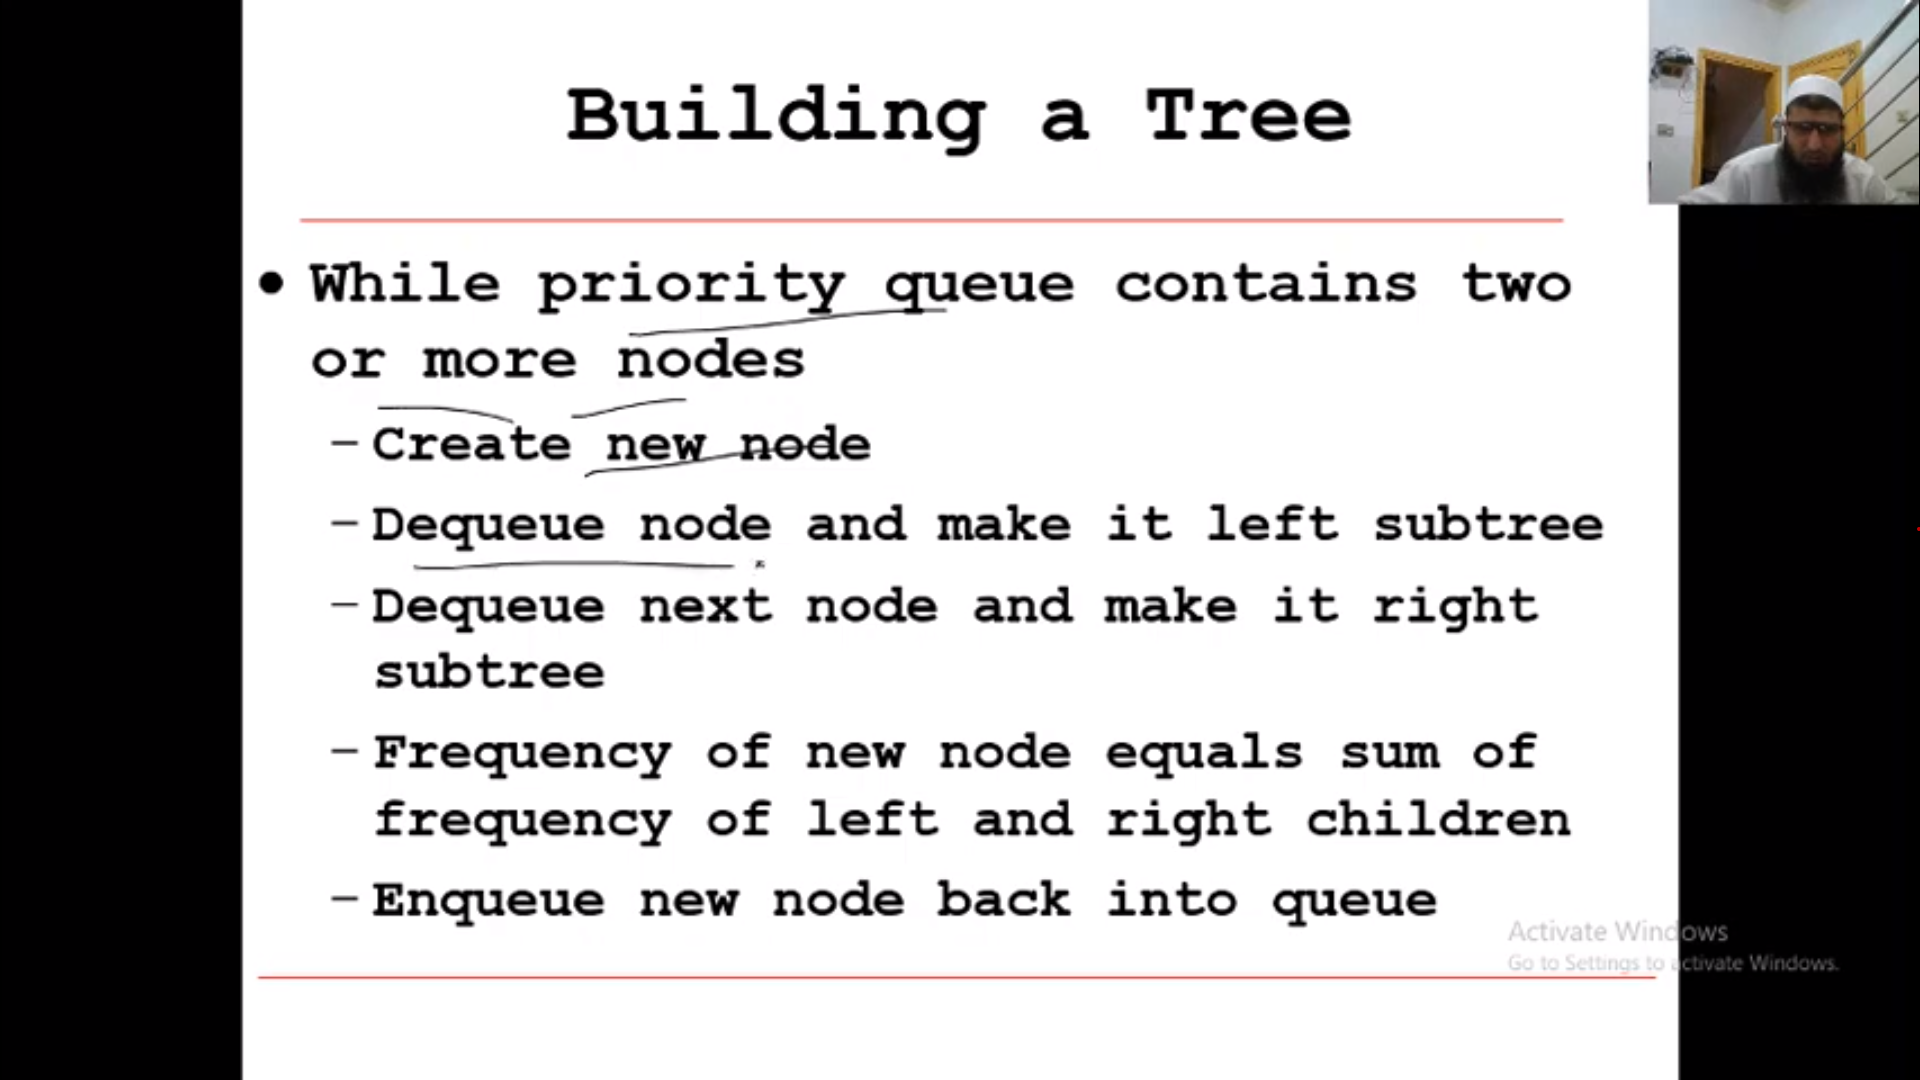 Building a Tree
• While priority queue contains two
or more nodes
– Create new node
– Dequeue node and make it left subtree
– Dequeue next node and make it right
subtree
– Frequency of new node equals sum of
frequency of left and right children
– Enqueue new node back into queue
Activate Windows
Go to Settings to activate Windows.